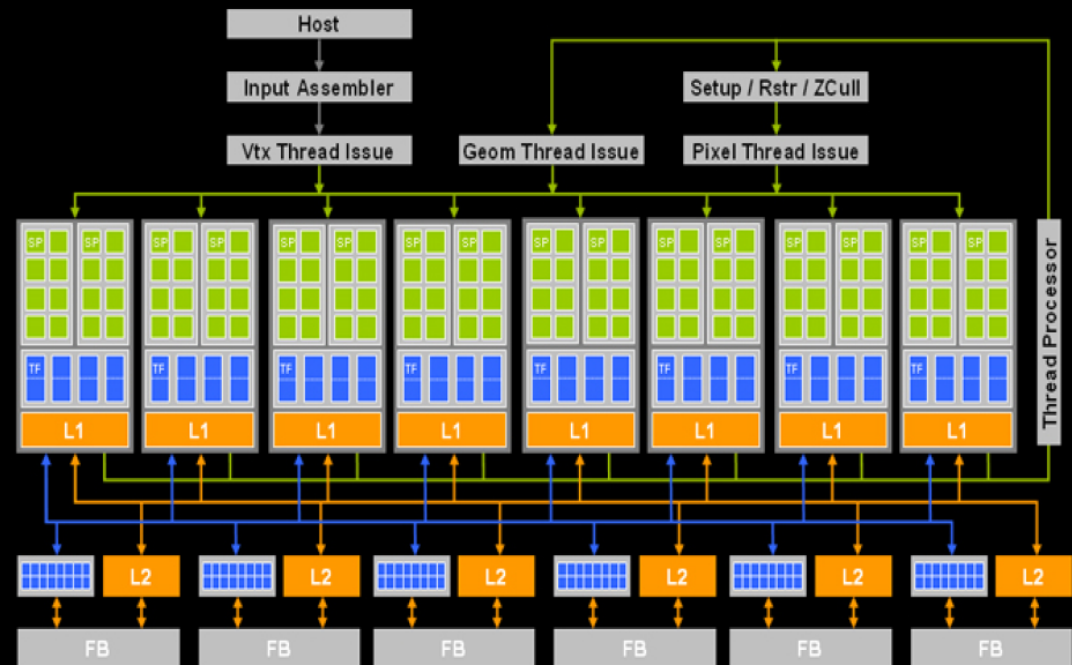 Host
Input Assembler
Setup / Rstr / ZCull
Vtx Thread Issue
Geom Thread Issue
Pixel Thread Issue
SP SP SP SP SP SP SP SP SP SP SP SP SP SP SP SP
Thread Processor
TF TF TF TF TF TF TF TF
L1 L1 L1 L1 L1 L1 L1 L1
L2 L2 L2 L2 L2 L2
FB FB FB FB FB FB